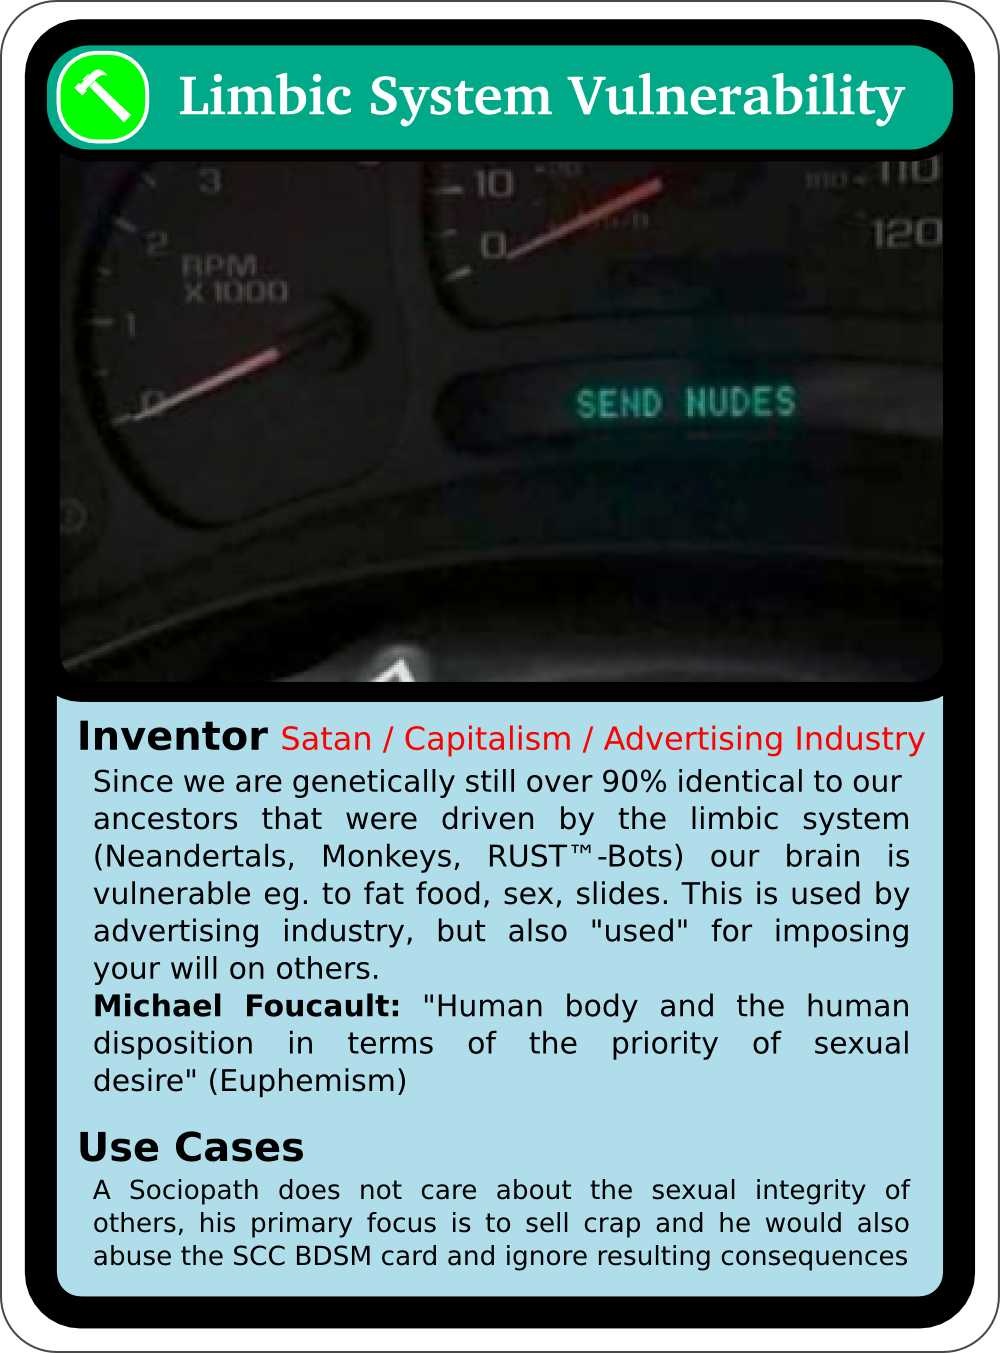 Limbic System Vulnerability
3
2
RPM
X 1000
1
0
10
0
110
120
SEND NUDES
Inventor Satan / Capitalism / Advertising Industry
Since we are genetically still over 90% identical to our
ancestors that were driven by the limbic system
(Neandertals, Monkeys, RUST™-Bots) our brain is
vulnerable eg. to fat food, sex, slides. This is used by
advertising industry, but also "used" for imposing
your will on others.
Michael Foucault: "Human body and the human
disposition in terms of the priority of sexual
desire" (Euphemism)
Use Cases
A Sociopath does not care about the sexual integrity of
others, his primary focus is to sell crap and he would also
abuse the SCC BDSM card and ignore resulting consequences